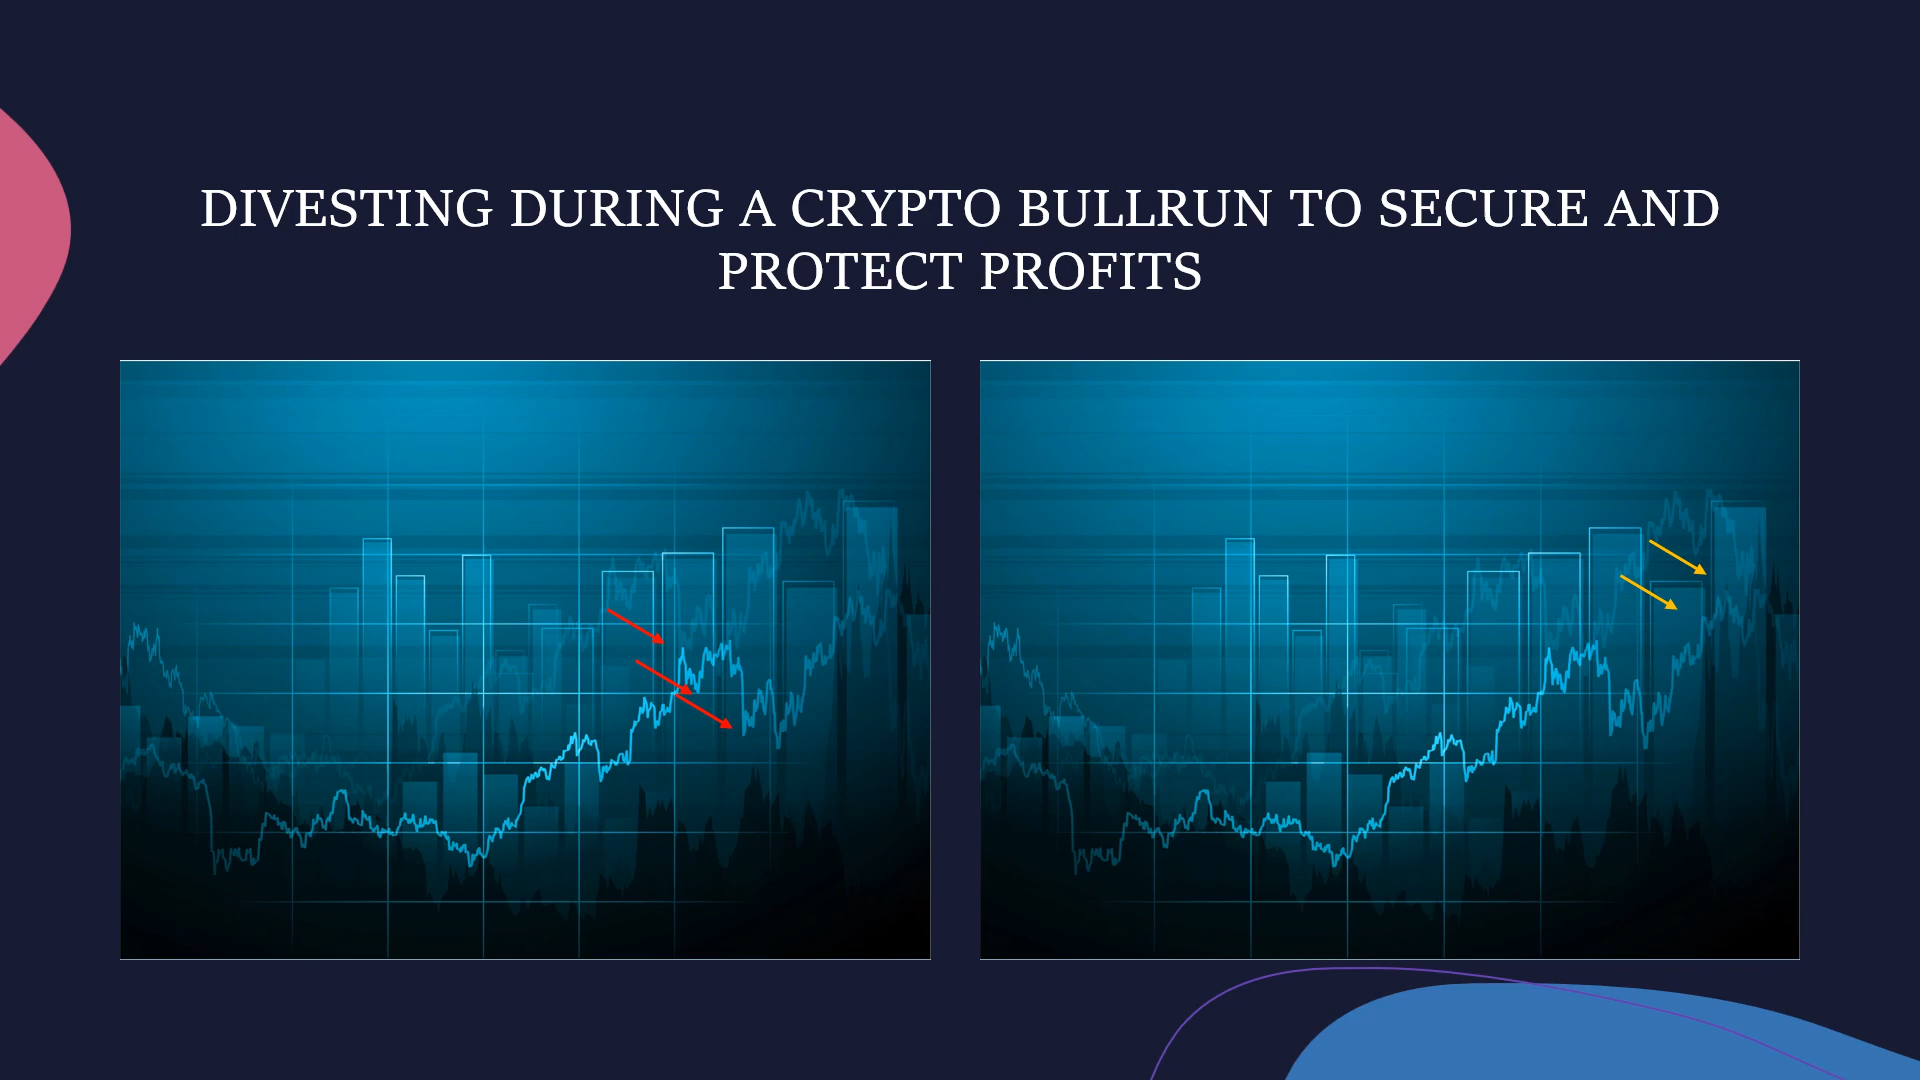 DIVESTING DURING A CRYPTO BULLRUN TO SECURE AND
PROTECT PROFITS